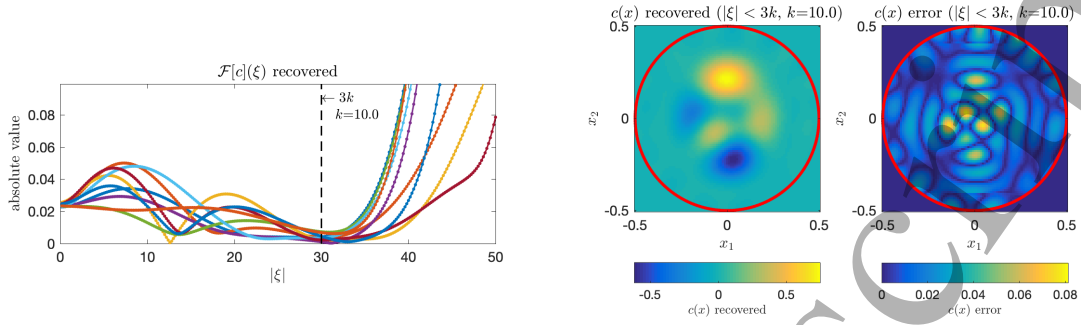 F[c](ξ) recovered
0.08
0.06
0.04
0.02
0
absolute value
← 3k
k=10.0
0
10
20
30
40
50
|ξ|
c(x) recovered (|ξ| < 3k, k=10.0)
0.5
0
-0.5
x₂
-0.5
0
0.5
x₁
-0.5
0
0.5
c(x) recovered
c(x) error (|ξ| < 3k, k=10.0)
0.5
0
-0.5
x₂
-0.5
0
0.5
x₁
0
0.02
0.04
0.06
0.08
c(x) error